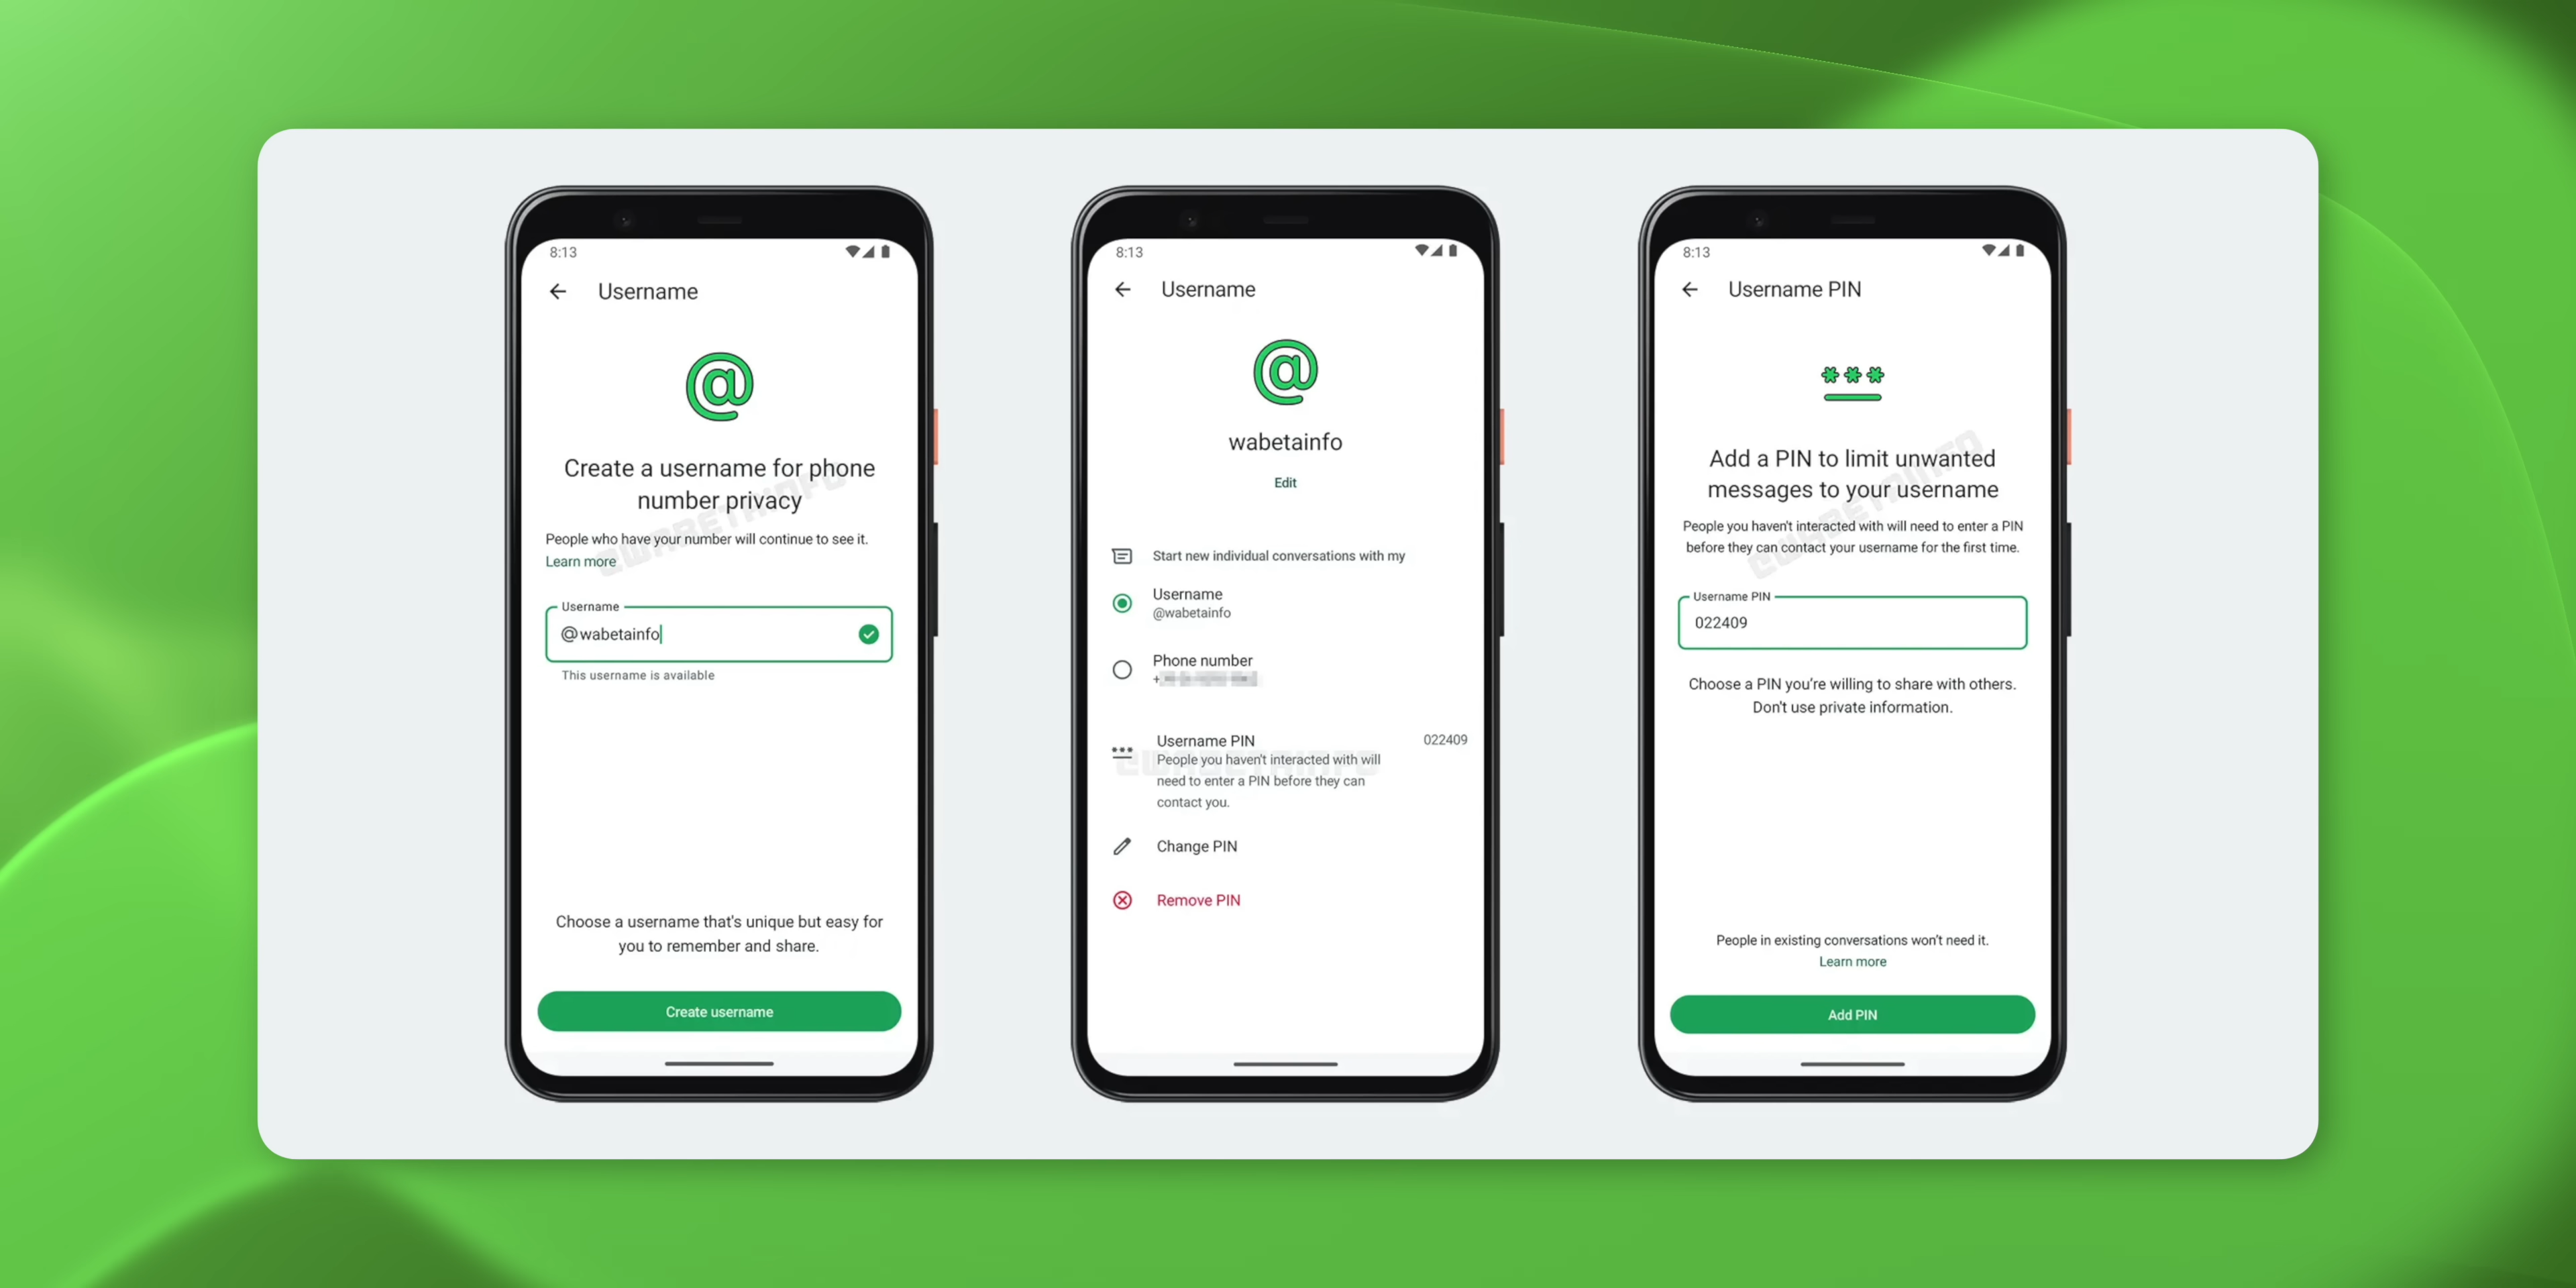 8:13
Username
@
Create a username for phone
number privacy
People who have your number will continue to see it.
Learn more
@WABETAINFO
Username
@wabetainfo
This username is available
Choose a username that's unique but easy for
you to remember and share.
Create username
8:13
Username
@
wabetainfo
Edit
Start new individual conversations with my
Username
@wabetainfo
Phone number
+
Username PIN
022409
People you haven't interacted with will
need to enter a PIN before they can
contact you.
@WABETAINFO
Change PIN
Remove PIN
8:13
Username PIN
***
Add a PIN to limit unwanted
messages to your username
People you haven't interacted with will need to enter a PIN
before they can contact your username for the first time.
@WABETAINFO
Username PIN
022409
Choose a PIN you're willing to share with others.
Don't use private information.
People in existing conversations won't need it.
Learn more
Add PIN